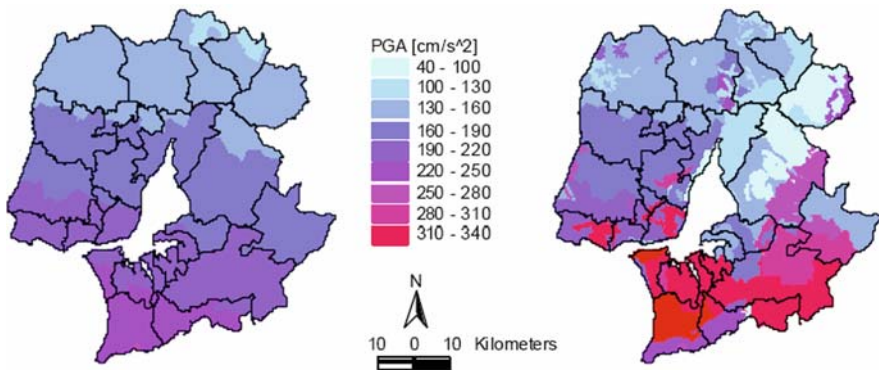 PGA [cm/s^2]
40 - 100
100 - 130
130 - 160
160 - 190
190 - 220
220 - 250
250 - 280
280 - 310
310 - 340
N
10 0 10 Kilometers